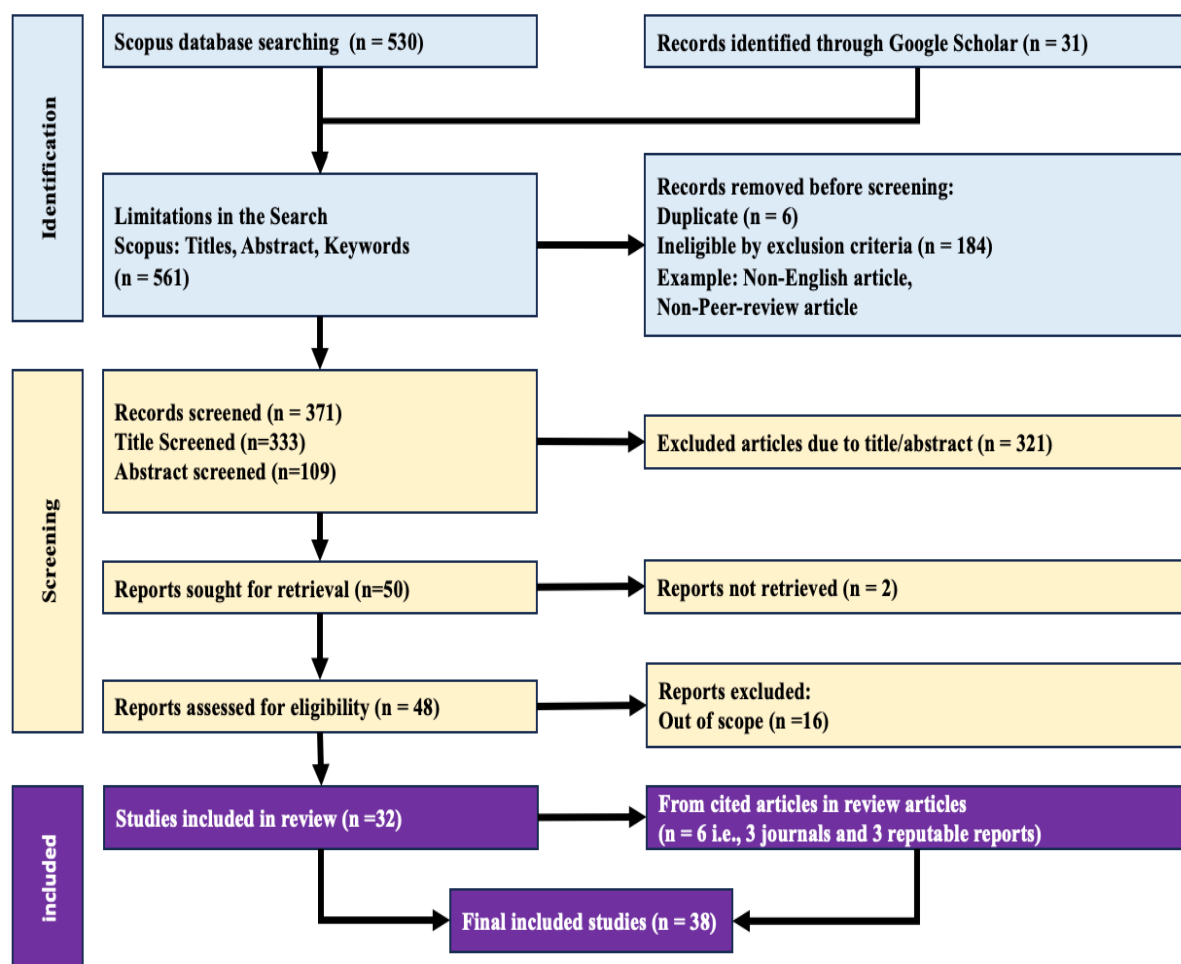 Identification
Scopus database searching (n = 530)
Records identified through Google Scholar (n = 31)
Limitations in the Search
Scopus: Titles, Abstract, Keywords
(n = 561)
Records removed before screening:
Duplicate (n = 6)
Ineligible by exclusion criteria (n = 184)
Example: Non-English article,
Non-Peer-review article
Screening
Records screened (n = 371)
Title Screened (n=333)
Abstract screened (n=109)
Excluded articles due to title/abstract (n = 321)
Reports sought for retrieval (n=50)
Reports not retrieved (n = 2)
Reports assessed for eligibility (n = 48)
Reports excluded:
Out of scope (n =16)
included
Studies included in review (n =32)
From cited articles in review articles
(n = 6 i.e., 3 journals and 3 reputable reports)
Final included studies (n = 38)